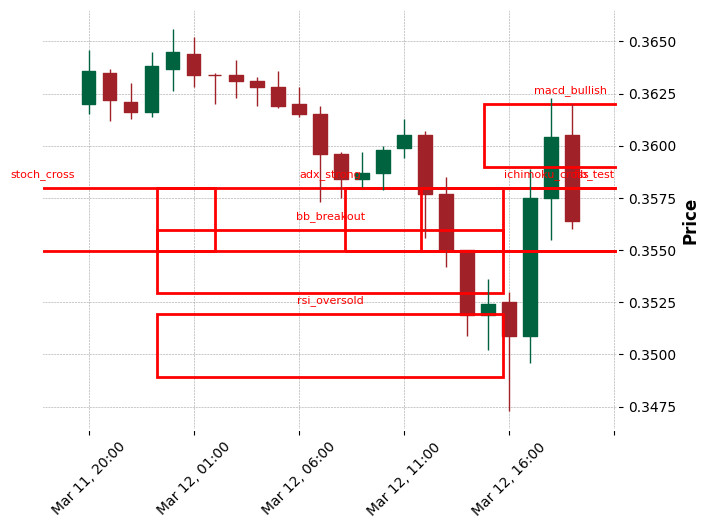 0.3650
macd_bullish
0.3625
0.3600
stoch_cross
0.3575
bb_breakout
Price
0.3550
0.3525
rsi_oversold
0.3500
0.3475
Mar 11, 20:00
Mar 12, 01:00
Mar 12, 06:00
Mar 12, 11:00
Mar 12, 16:00